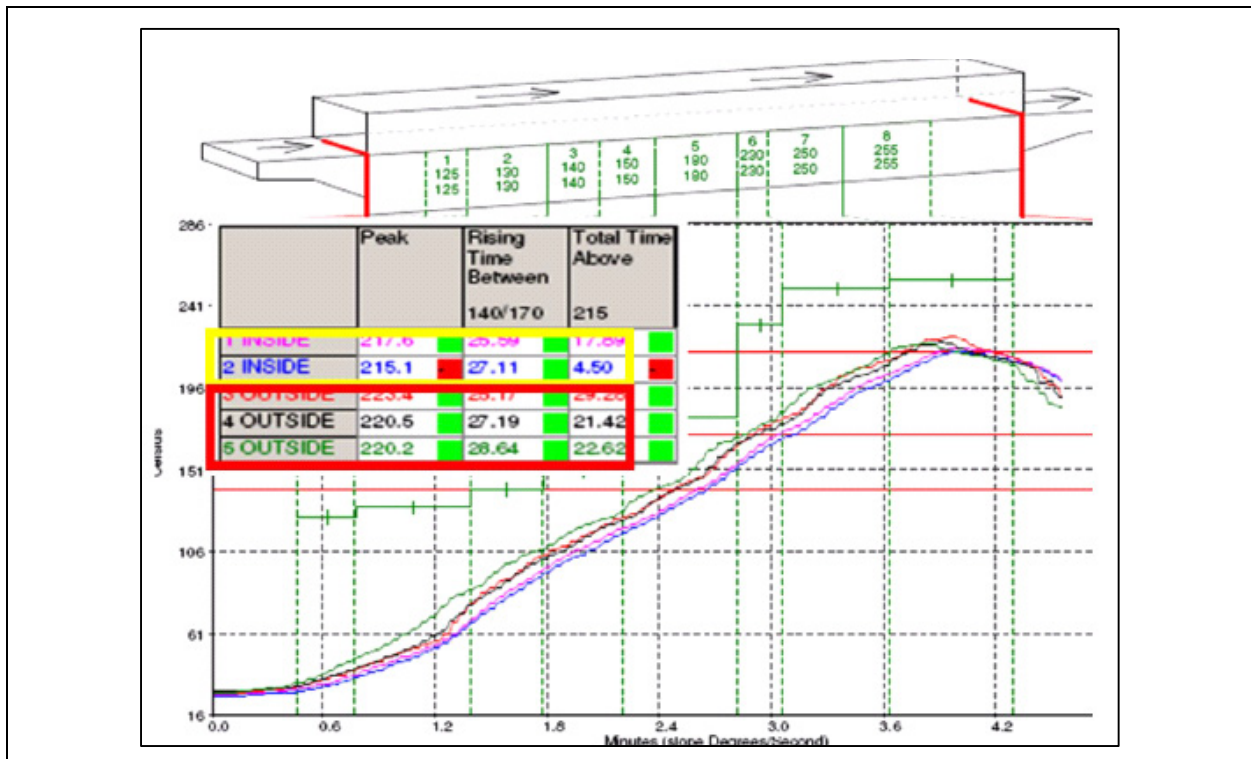 1 2 3 4 5 6 7 8
125 130 140 150 180 230 250 255
125 130 140 150 180 230 250 255
286
241
196
151
106
61
16
Celsius
Peak Rising Time Between 140/170 Total Time Above 215
1 INSIDE 217.6 25.59 17.89
2 INSIDE 215.1 - 27.11 4.50 -
3 OUTSIDE 223.4 25.17 29.28
4 OUTSIDE 220.5 27.19 21.42
5 OUTSIDE 220.2 28.64 22.62
0.0 0.6 1.2 1.8 2.4 3.0 3.6 4.2
Minutes (slope Degrees/Second)